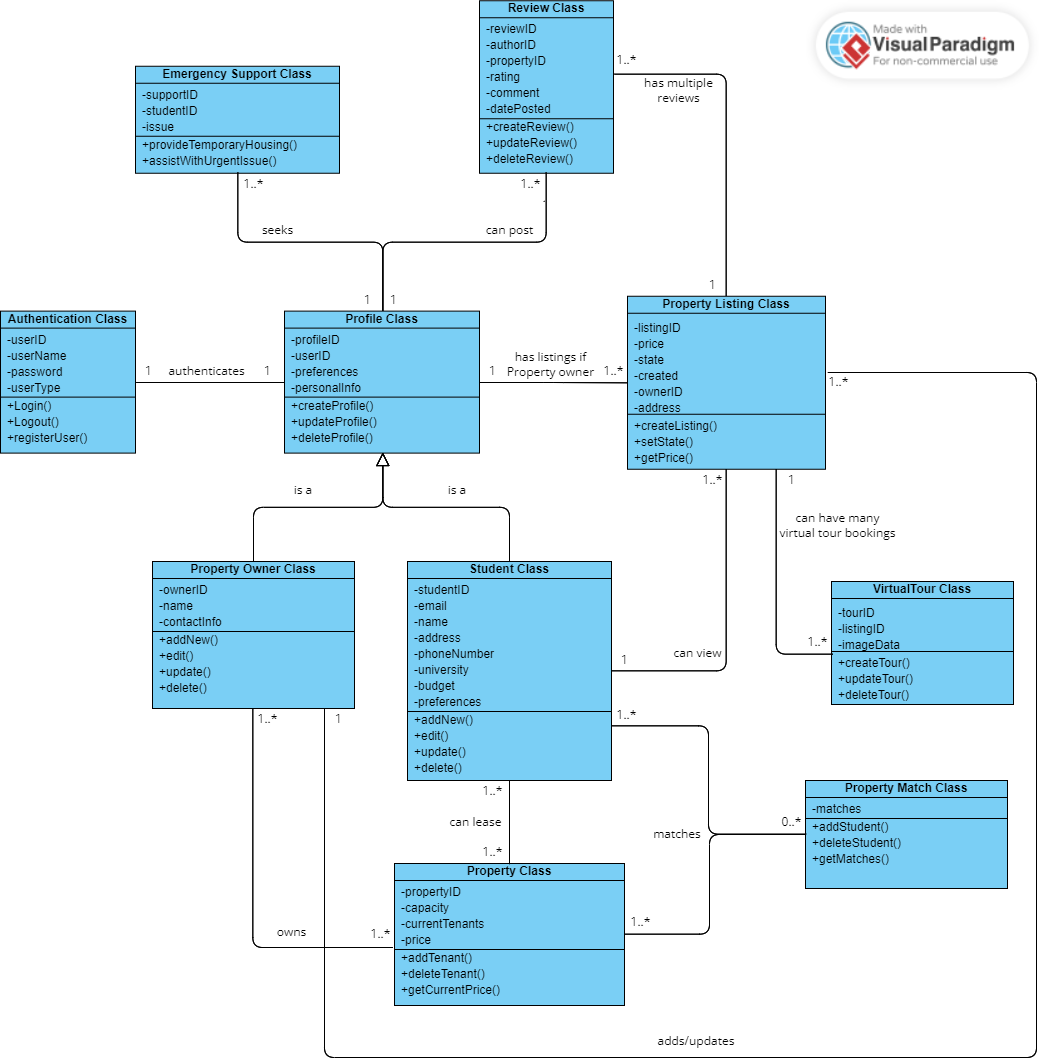 Review Class
-reviewID
-authorID
-propertyID
-rating
-comment
-datePosted
+createReview()
+updateReview()
+deleteReview()
Made with
Visual Paradigm
For non-commercial use
Emergency Support Class
-supportID
-studentID
-issue
+provideTemporaryHousing()
+assistWithUrgentIssue()
1..*
has multiple
reviews
1..*
1..*
seeks
can post
1
1
1
Authentication Class
-userID
-userName
-password
-userType
+Login()
+Logout()
+registerUser()
1
authenticates
1
Profile Class
-profileID
-userID
-preferences
-personalInfo
+createProfile()
+updateProfile()
+deleteProfile()
1
has listings if
Property owner
1..*
Property Listing Class
-listingID
-price
-state
-created
-ownerID
-address
+createListing()
+setState()
+getPrice()
1..*
1..*
1
is a
is a
can have many
virtual tour bookings
Property Owner Class
-ownerID
-name
-contactInfo
+addNew()
+edit()
+update()
+delete()
Student Class
-studentID
-email
-name
-address
-phoneNumber
-university
-budget
-preferences
+addNew()
+edit()
+update()
+delete()
1
can view
1..*
VirtualTour Class
-tourID
-listingID
-imageData
+createTour()
+updateTour()
+deleteTour()
1..*
1
1..*
1..*
can lease
1..*
matches
0..*
Property Match Class
-matches
+addStudent()
+deleteStudent()
+getMatches()
Property Class
-propertyID
-capacity
-currentTenants
-price
+addTenant()
+deleteTenant()
+getCurrentPrice()
1..*
owns
1..*
adds/updates